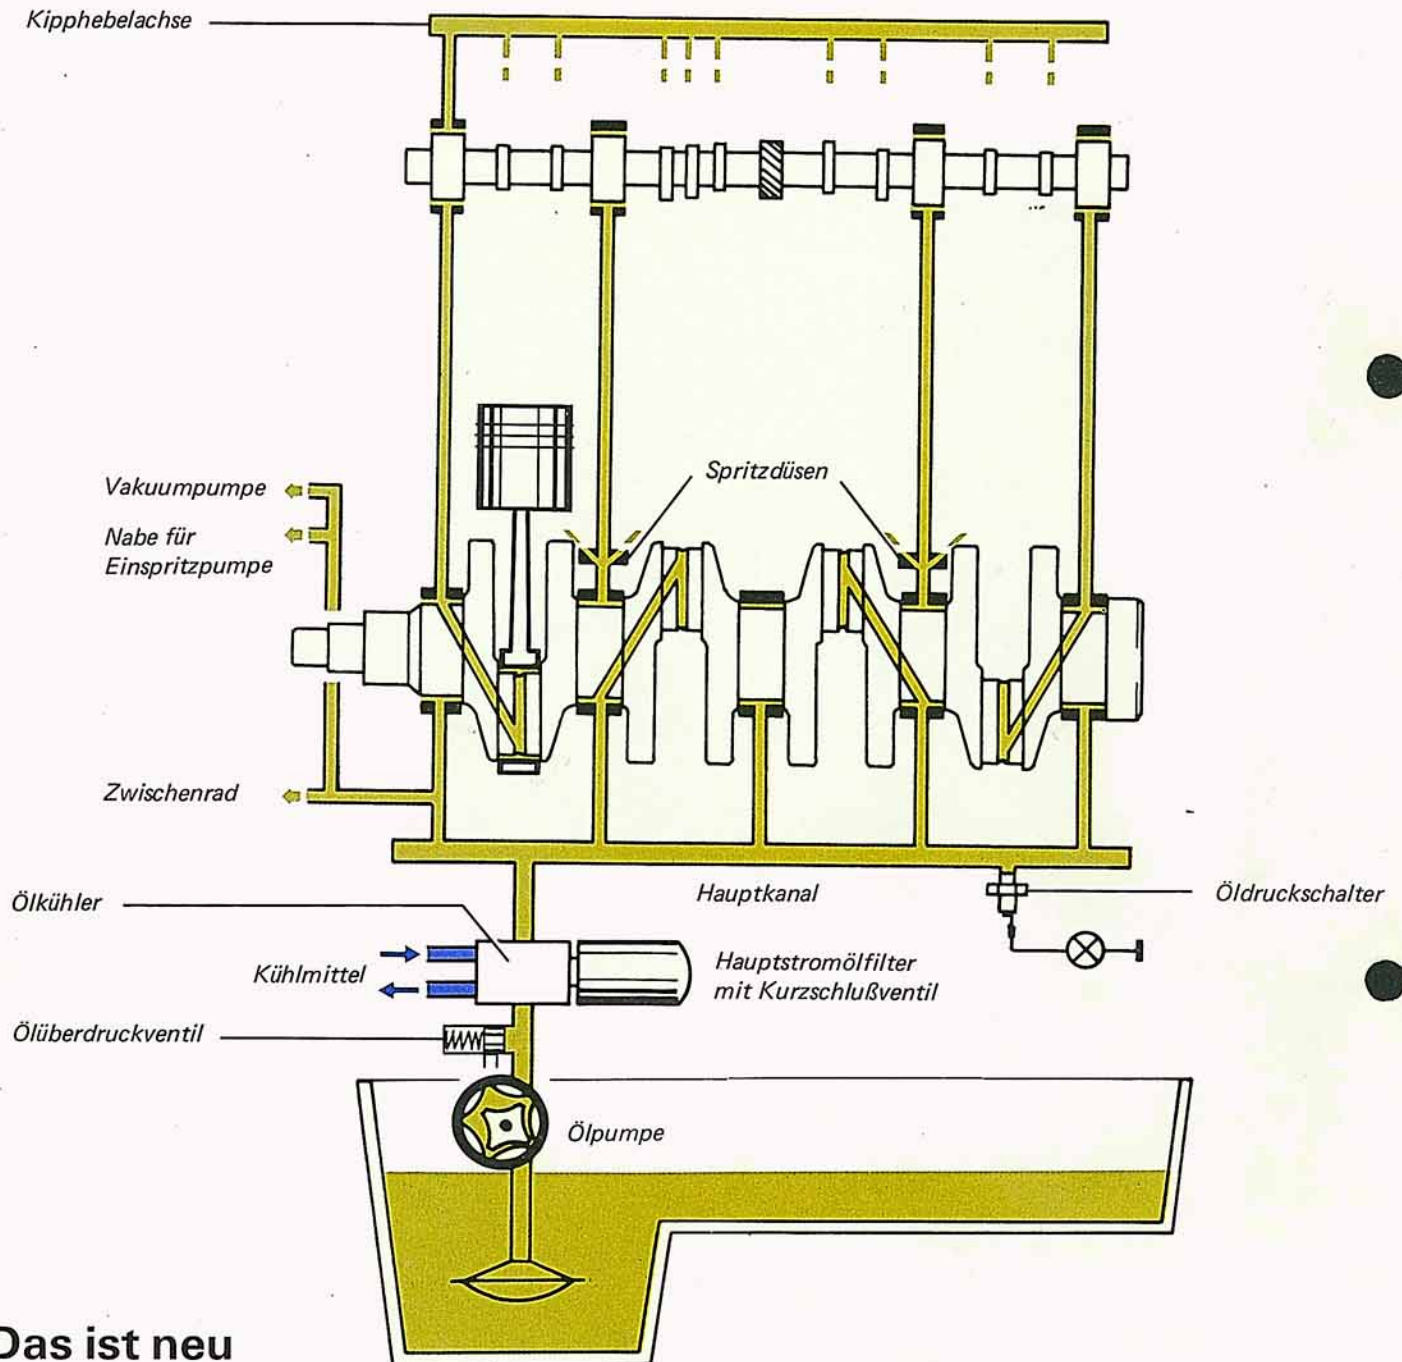 Kipphebelachse
Spritzdüsen
Vakuumpumpe
Nabe für
Einspritzpumpe
Zwischenrad
Ölkühler
Hauptkanal
Öldruckschalter
Kühlmittel
Hauptstromölfilter
mit Kurzschlußventil
Ölüberdruckventil
Ölpumpe
Das ist neu